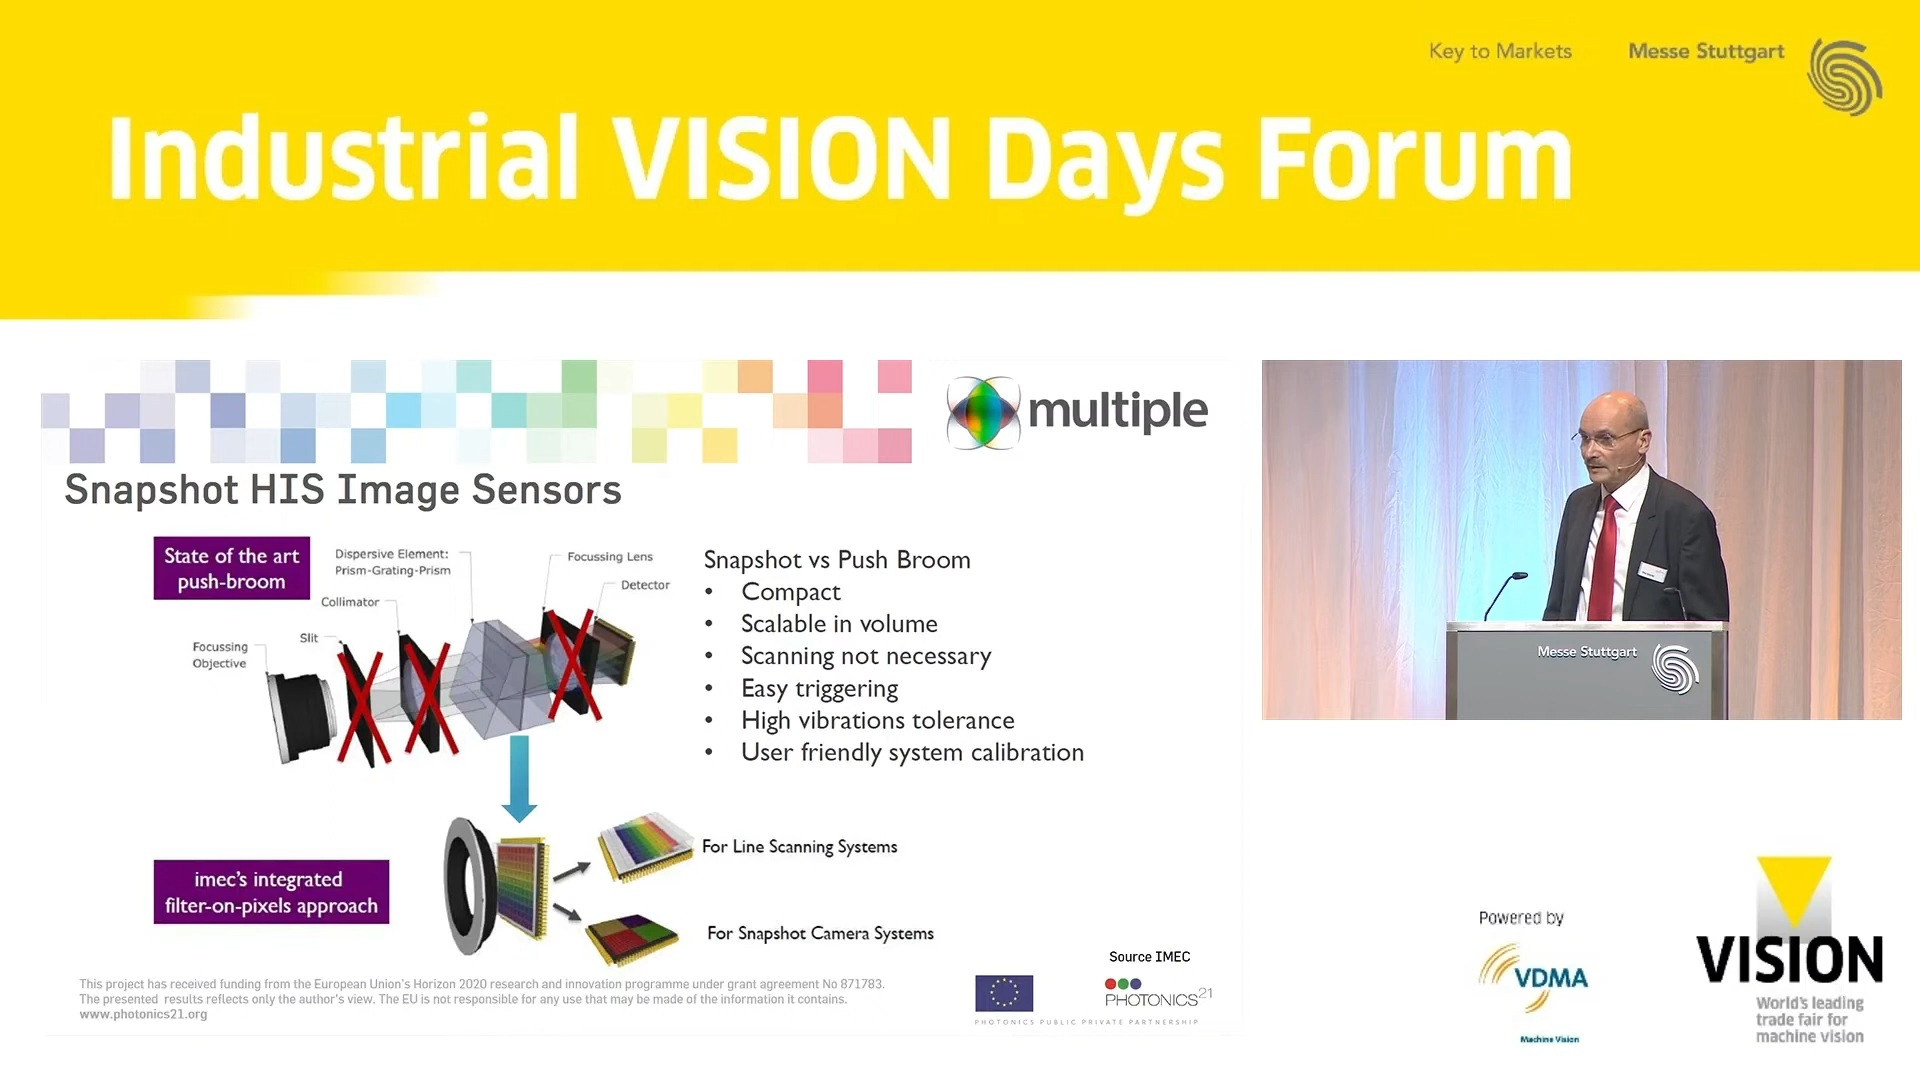 Key to Markets
Messe Stuttgart
Industrial VISION Days Forum
multiple
Snapshot HIS Image Sensors
State of the art
push-broom
Dispersive Element:
Prism-Grating-Prism
Focussing Lens
Detector
Collimator
Slit
Focussing
Objective
Snapshot vs Push Broom
• Compact
• Scalable in volume
• Scanning not necessary
• Easy triggering
• High vibrations tolerance
• User friendly system calibration
imec's integrated
filter-on-pixels approach
For Line Scanning Systems
For Snapshot Camera Systems
Source IMEC
This project has received funding from the European Union's Horizon 2020 research and innovation programme under grant agreement No 871783.
The presented results reflects only the author's view. The EU is not responsible for any use that may be made of the information it contains.
www.photonics21.org
PHOTONICS21
PHOTONICS PUBLIC PRIVATE PARTNERSHIP
Messe Stuttgart
Powered by
VDMA
Machine Vision
VISION
World's leading
trade fair for
machine vision